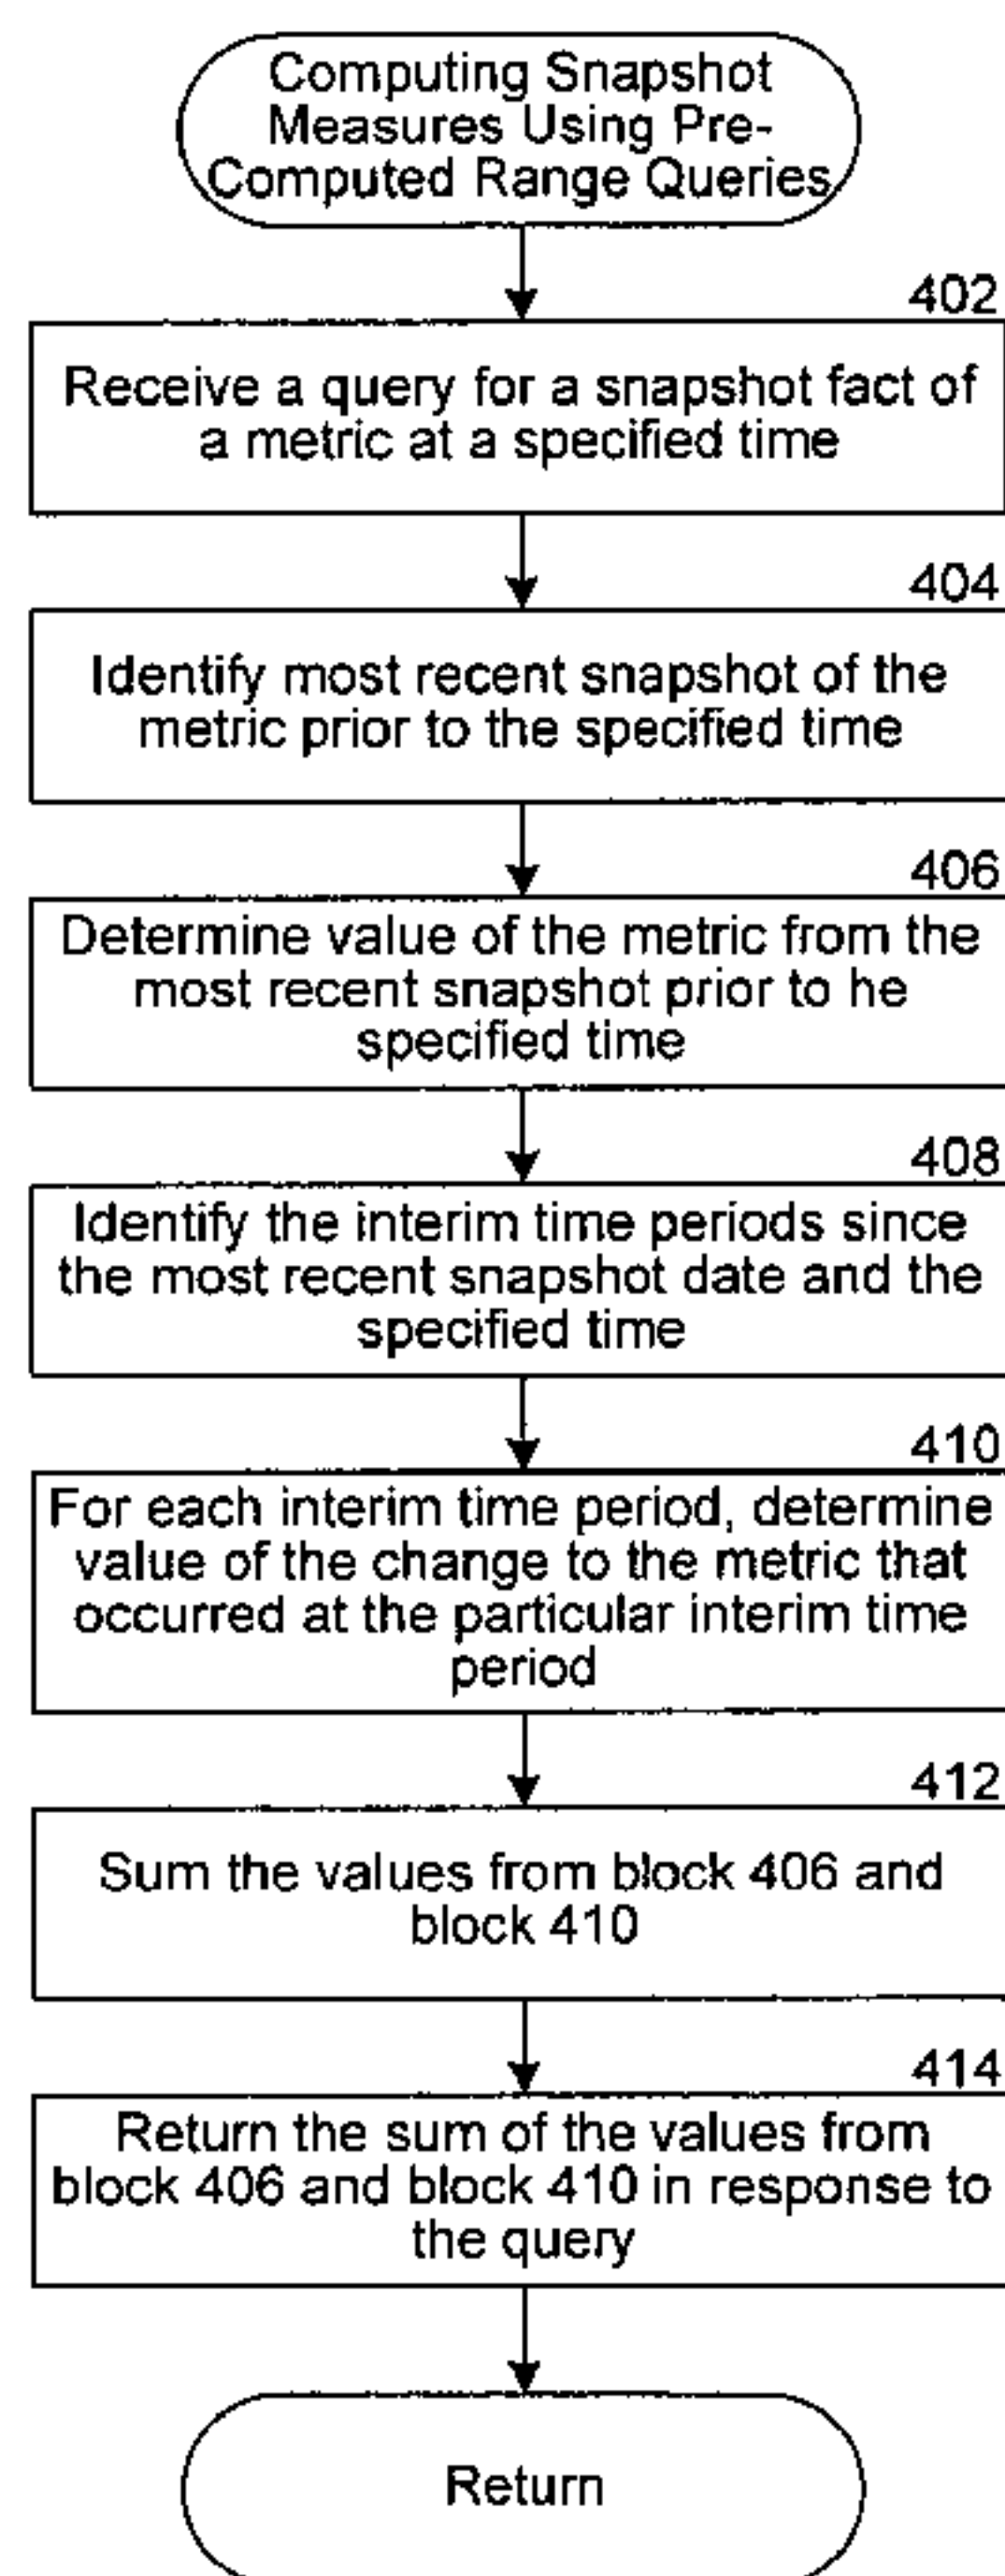 Computing Snapshot
Measures Using Pre-
Computed Range Queries
402
Receive a query for a snapshot fact of
a metric at a specified time
404
Identify most recent snapshot of the
metric prior to the specified time
406
Determine value of the metric from the
most recent snapshot prior to he
specified time
408
Identify the interim time periods since
the most recent snapshot date and the
specified time
410
For each interim time period, determine
value of the change to the metric that
occurred at the particular interim time
period
412
Sum the values from block 406 and
block 410
414
Return the sum of the values from
block 406 and block 410 in response to
the query
Return